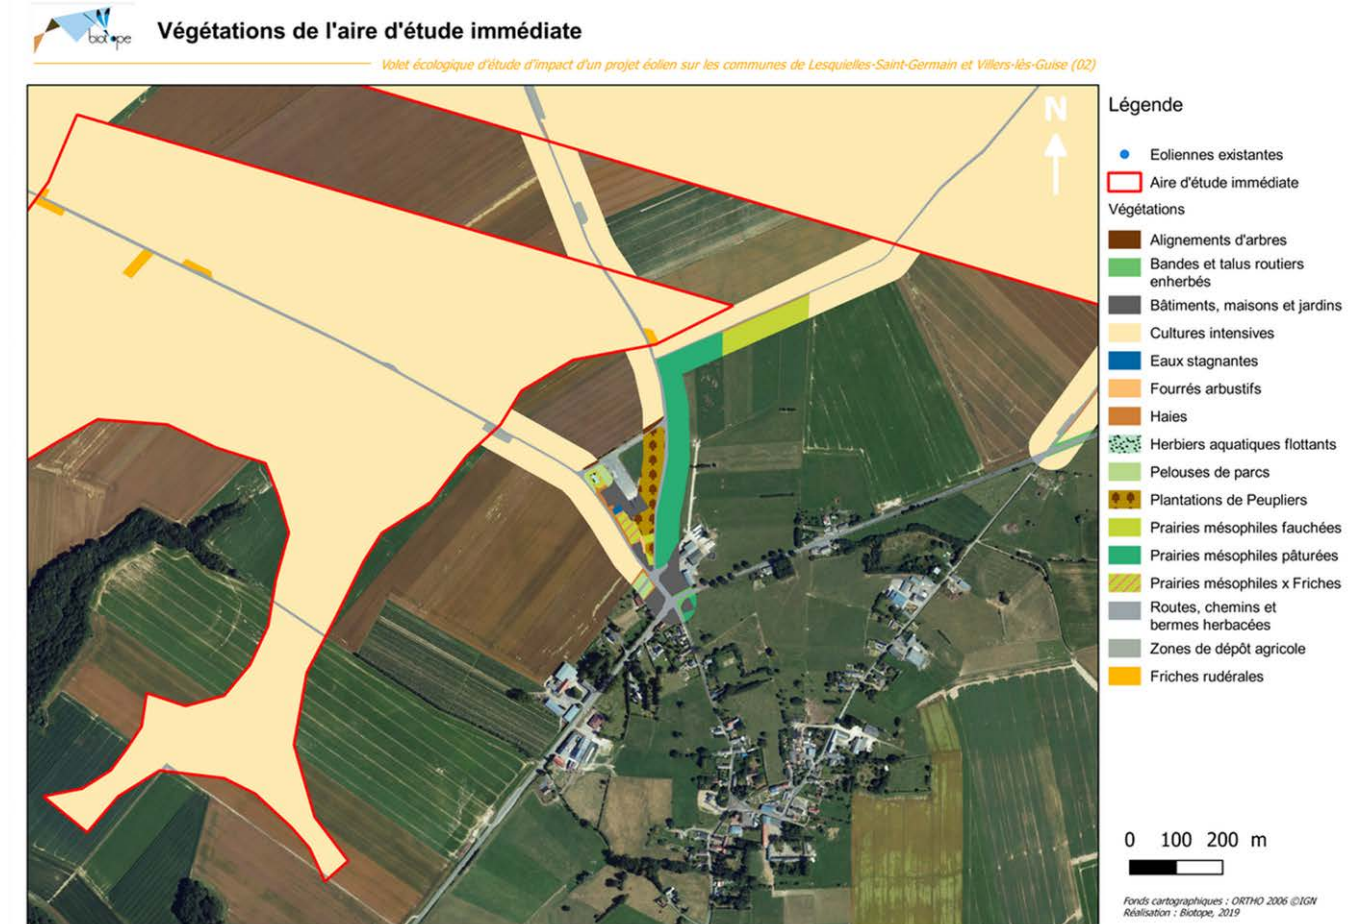 biotope
Végétations de l'aire d'étude immédiate
Volet écologique d'étude d'impact d'un projet éolien sur les communes de Lesquielles-Saint-Germain et Villers-lès-Guise (02)
N
Légende
Eoliennes existantes
Aire d'étude immédiate
Végétations
Alignements d'arbres
Bandes et talus routiers
enherbés
Bâtiments, maisons et jardins
Cultures intensives
Eaux stagnantes
Fourrés arbustifs
Haies
Herbiers aquatiques flottants
Pelouses de parcs
Plantations de Peupliers
Prairies mésophiles fauchées
Prairies mésophiles pâturées
Prairies mésophiles x Friches
Routes, chemins et
bermes herbacées
Zones de dépôt agricole
Friches rudérales
0 100 200 m
Fonds cartographiques : ORTHO 2006 ©IGN
Réalisation : Biotope, 2019